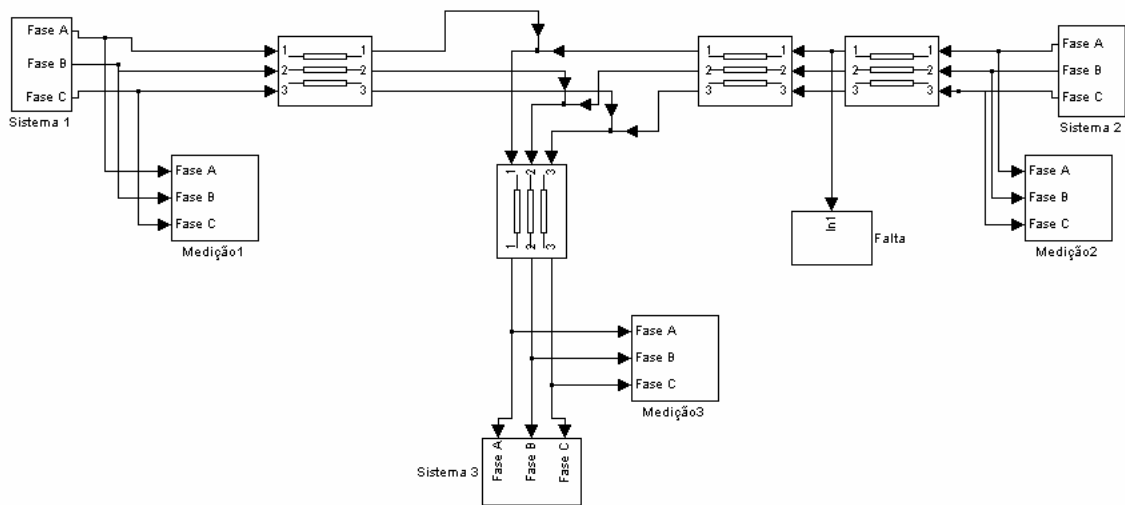 Fase A
Fase B
Fase C
Sistema 1
1 1
2 2
3 3
1 1
2 2
3 3
1 1
2 2
3 3
Fase A
Fase B
Fase C
Sistema 2
Fase A
Fase B
Fase C
Medição1
1 2 3
1 2 3
In1
Falta
Fase A
Fase B
Fase C
Medição2
Fase A
Fase B
Fase C
Medição3
Sistema 3
Fase A
Fase B
Fase C